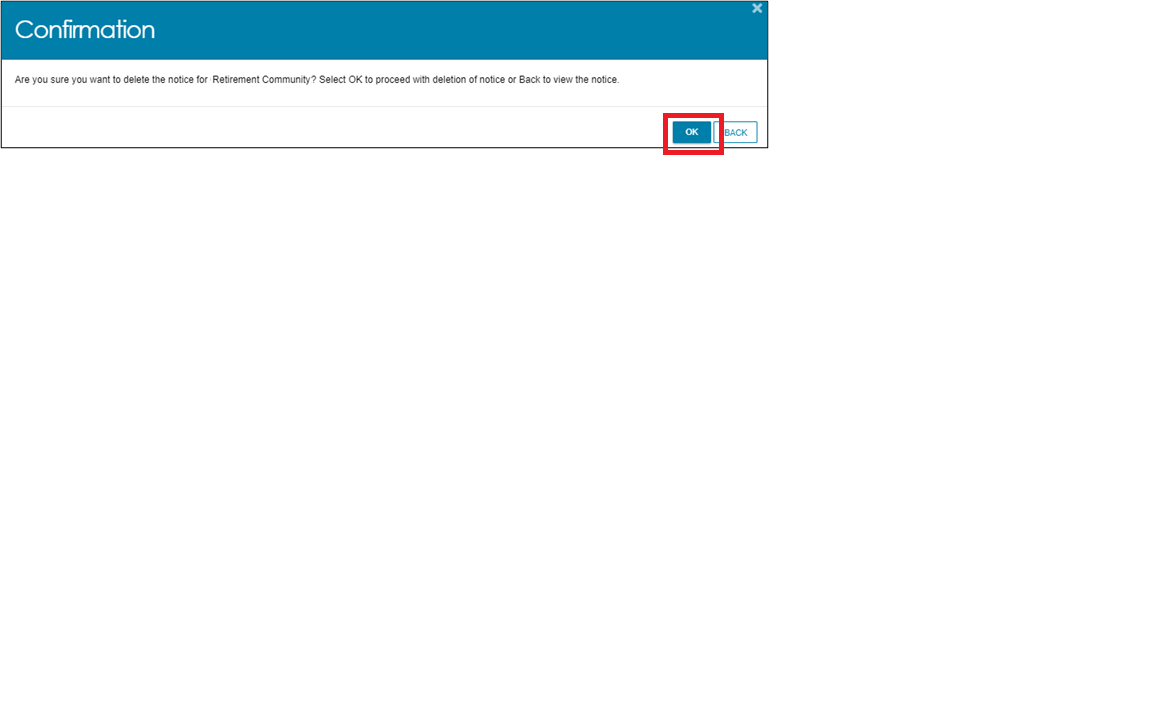 Confirmation
Are you sure you want to delete the notice for Retirement Community? Select OK to proceed with deletion of notice or Back to view the notice.
OK BACK